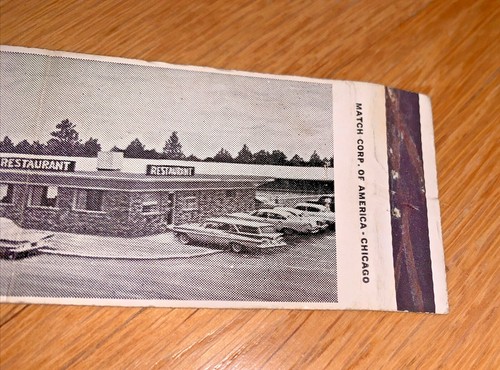 RESTAURANT
RESTAURANT
MATCH CORP. OF AMERICA - CHICAGO